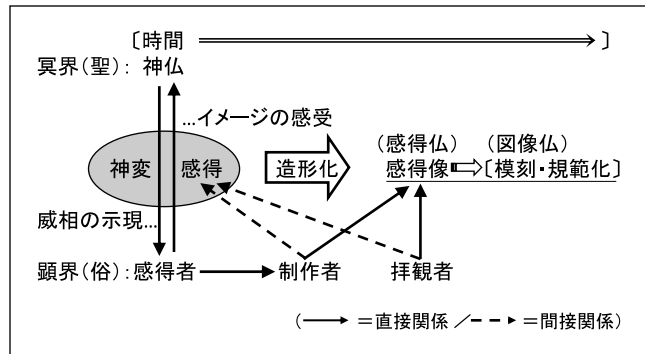 〔時間 〕
冥界（聖）：神仏
…イメージの感受
（感得仏） （図像仏）
神変 感得 造形化 感得像 〔模刻・規範化〕
威相の示現…
顕界（俗）：感得者 制作者 拝観者
（ ＝直接関係 ／ ＝間接関係）